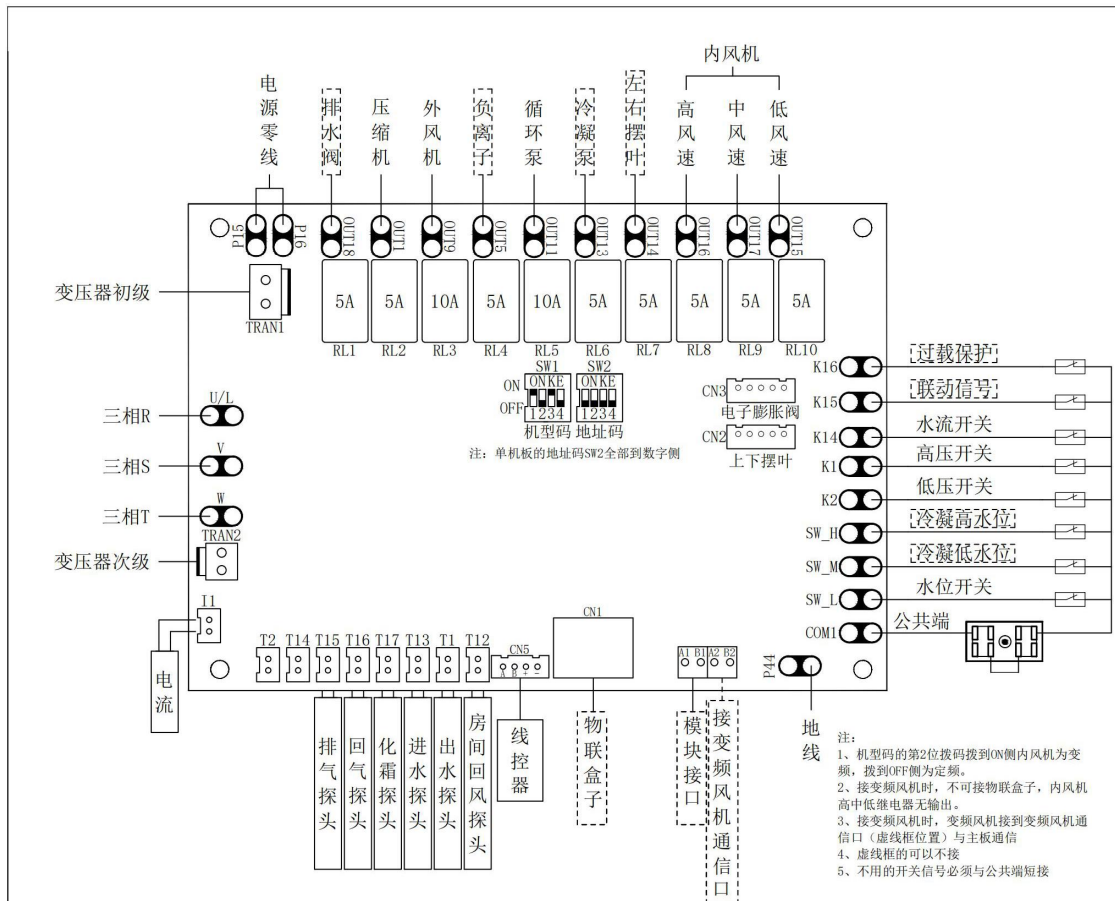 内风机
电源零线
排水阀
压缩机
外风机
负离子
循环泵
冷凝泵
左右摆叶
高风速
中风速
低风速
P15
P16
OUT18
OUT1
OUT9
OUT5
OUT11
OUT13
OUT14
OUT16
OUT17
OUT15
变压器初级
TRAN1
5A
5A
10A
5A
10A
5A
5A
5A
5A
5A
RL1
RL2
RL3
RL4
RL5
RL6
RL7
RL8
RL9
RL10
SW1
SW2
ON
OFF
ONKE
1234
ONKE
1234
机型码
地址码
注: 单机板的地址码SW2全部到数字侧
CN3
电子膨胀阀
CN2
上下摆叶
K16
过载保护
K15
联动信号
K14
水流开关
K1
高压开关
K2
低压开关
SW_H
冷凝高水位
SW_M
冷凝低水位
SW_L
水位开关
COM1
公共端
三相R
U/L
三相S
V
三相T
W
TRAN2
变压器次级
I1
电流
T2
T14
T15
T16
T17
T13
T1
T12
CN5
A B + -
CN1
A1 B1 A2 B2
P44
排气探头
回气探头
化霜探头
进水探头
出水探头
房间回风探头
线控器
物联盒子
模块接口
接变频风机通信口
地线
注:
1、机型码的第2位拨码拨到ON侧内风机为变
频, 拨到OFF侧为定频。
2、接变频风机时, 不可接物联盒子, 内风机
高中低继电器无输出。
3、接变频风机时, 变频风机接到变频风机通
信口 (虚线框位置) 与主板通信
4、虚线框的可以不接
5、不用的开关信号必须与公共端短接